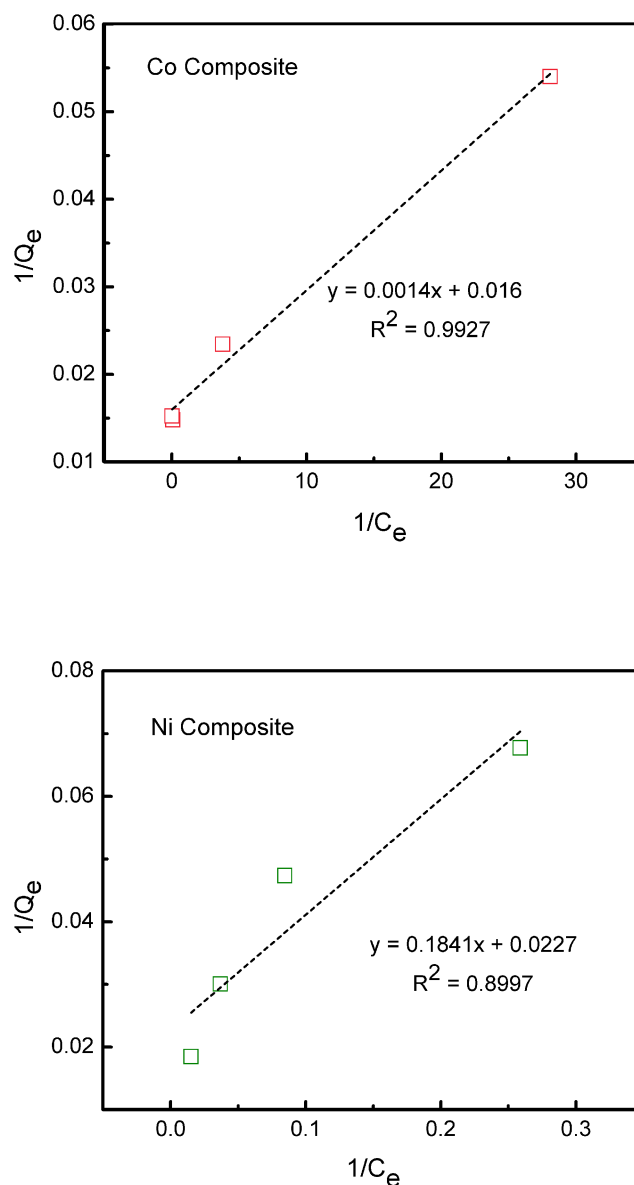 Co Composite
0.06
0.05
0.04
0.03
0.02
0.01
1/Qe
y = 0.0014x + 0.016
R2 = 0.9927
0
10
20
30
1/Ce
Ni Composite
0.08
0.06
0.04
0.02
1/Qe
y = 0.1841x + 0.0227
R2 = 0.8997
0.0
0.1
0.2
0.3
1/Ce